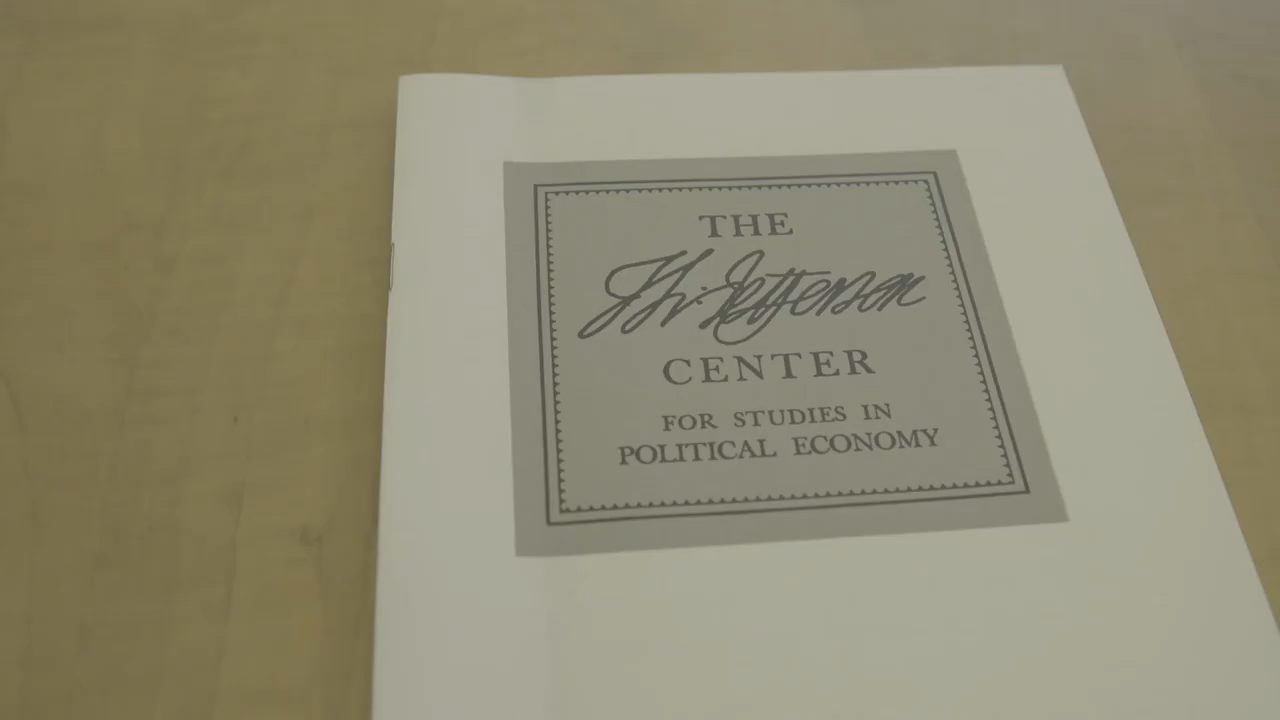 THE
Th. Jefferson
CENTER
FOR STUDIES IN
POLITICAL ECONOMY